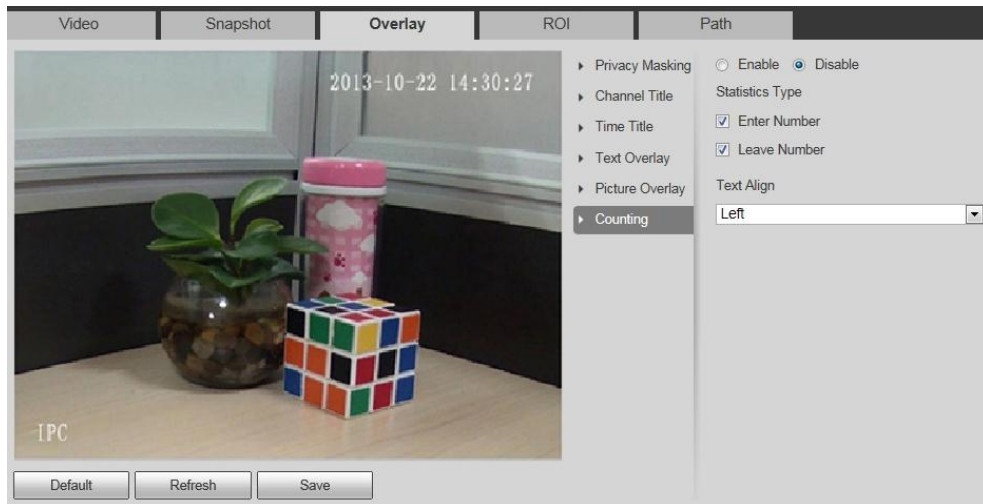 Video Snapshot Overlay ROI Path
2013-10-22 14:30:27
IPC
Privacy Masking
Channel Title
Time Title
Text Overlay
Picture Overlay
Counting
Enable Disable
Statistics Type
Enter Number
Leave Number
Text Align
Left
Default Refresh Save